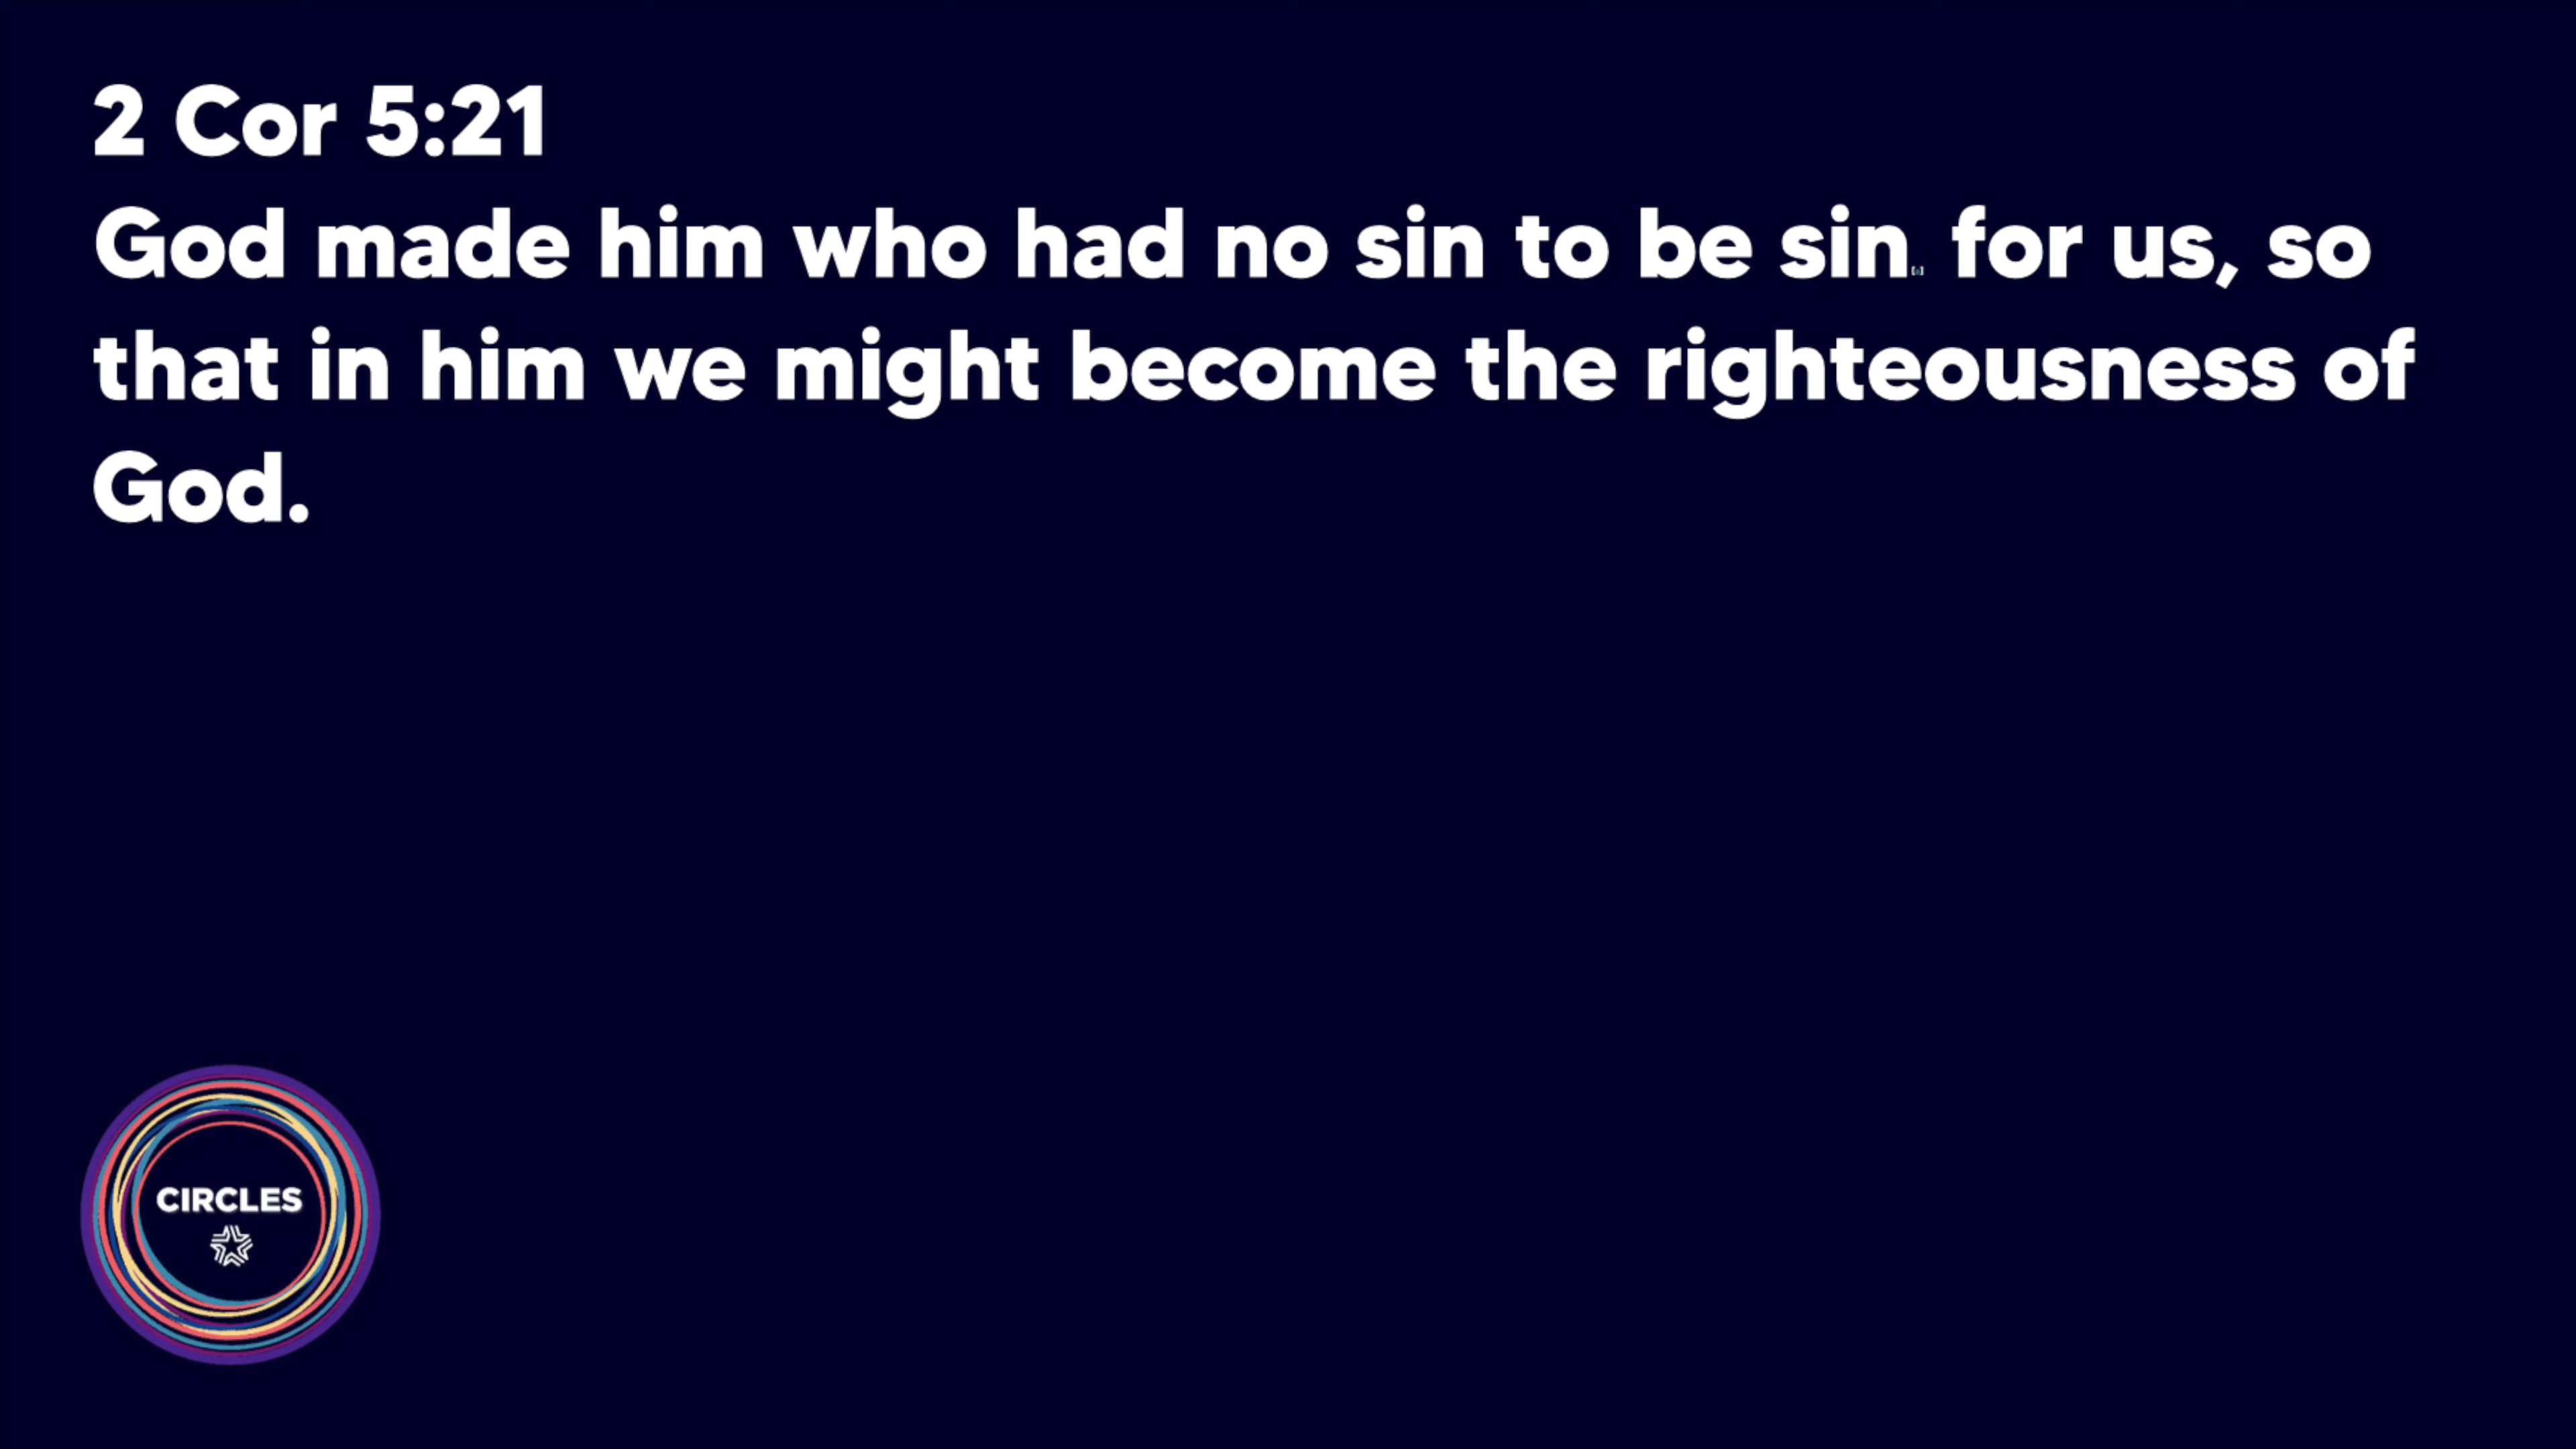 2 Cor 5:21
God made him who had no sin to be sin for us, so
that in him we might become the righteousness of
God.
CIRCLES